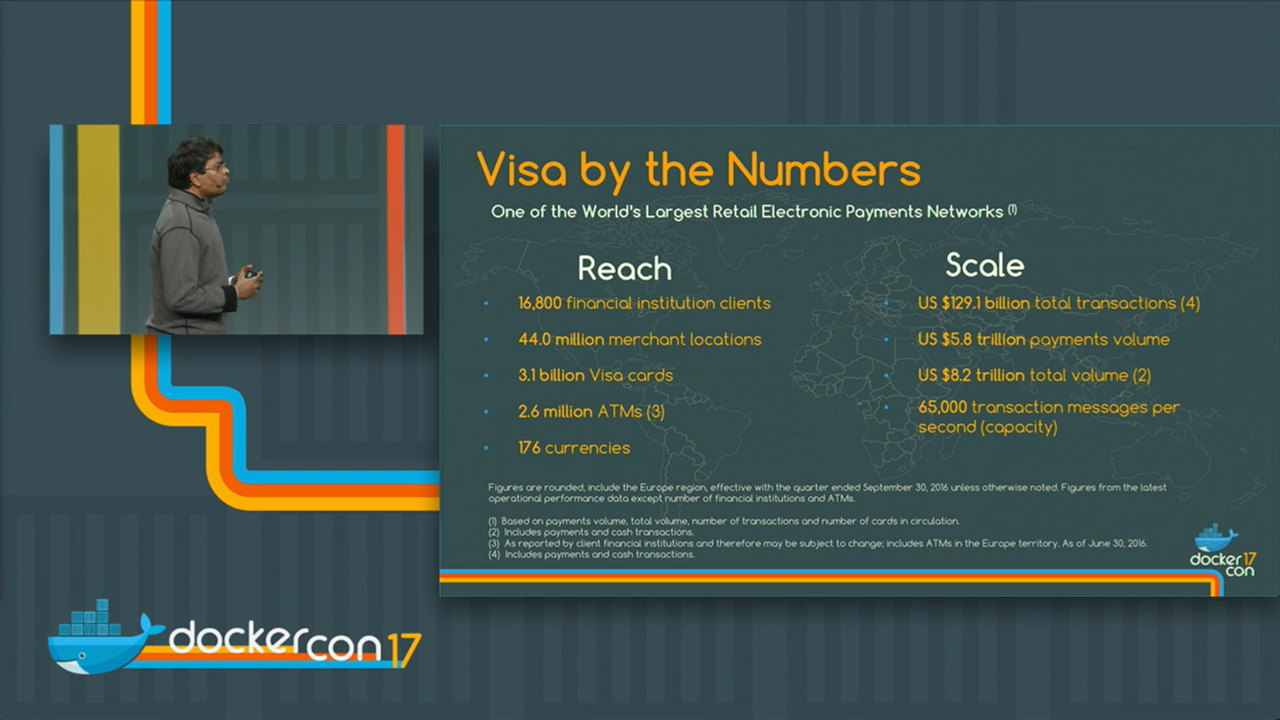 Visa by the Numbers
One of the World's Largest Retail Electronic Payments Networks (1)
Reach
• 16,800 financial institution clients
• 44.0 million merchant locations
• 3.1 billion Visa cards
• 2.6 million ATMs (3)
• 176 currencies
Scale
• US $129.1 billion total transactions (4)
• US $5.8 trillion payments volume
• US $8.2 trillion total volume (2)
• 65,000 transaction messages per
second (capacity)
Figures are rounded, include the Europe region, effective with the quarter ended September 30, 2016 unless otherwise noted. Figures from the latest
operational performance data except number of financial institutions and ATMs.
(1) Based on payments volume, total volume, number of transactions and number of cards in circulation.
(2) Includes payments and cash transactions.
(3) As reported by client financial institutions and therefore may be subject to change; includes ATMs in the Europe territory. As of June 30, 2016.
(4) Includes payments and cash transactions.
docker 17
con
dockercon 17